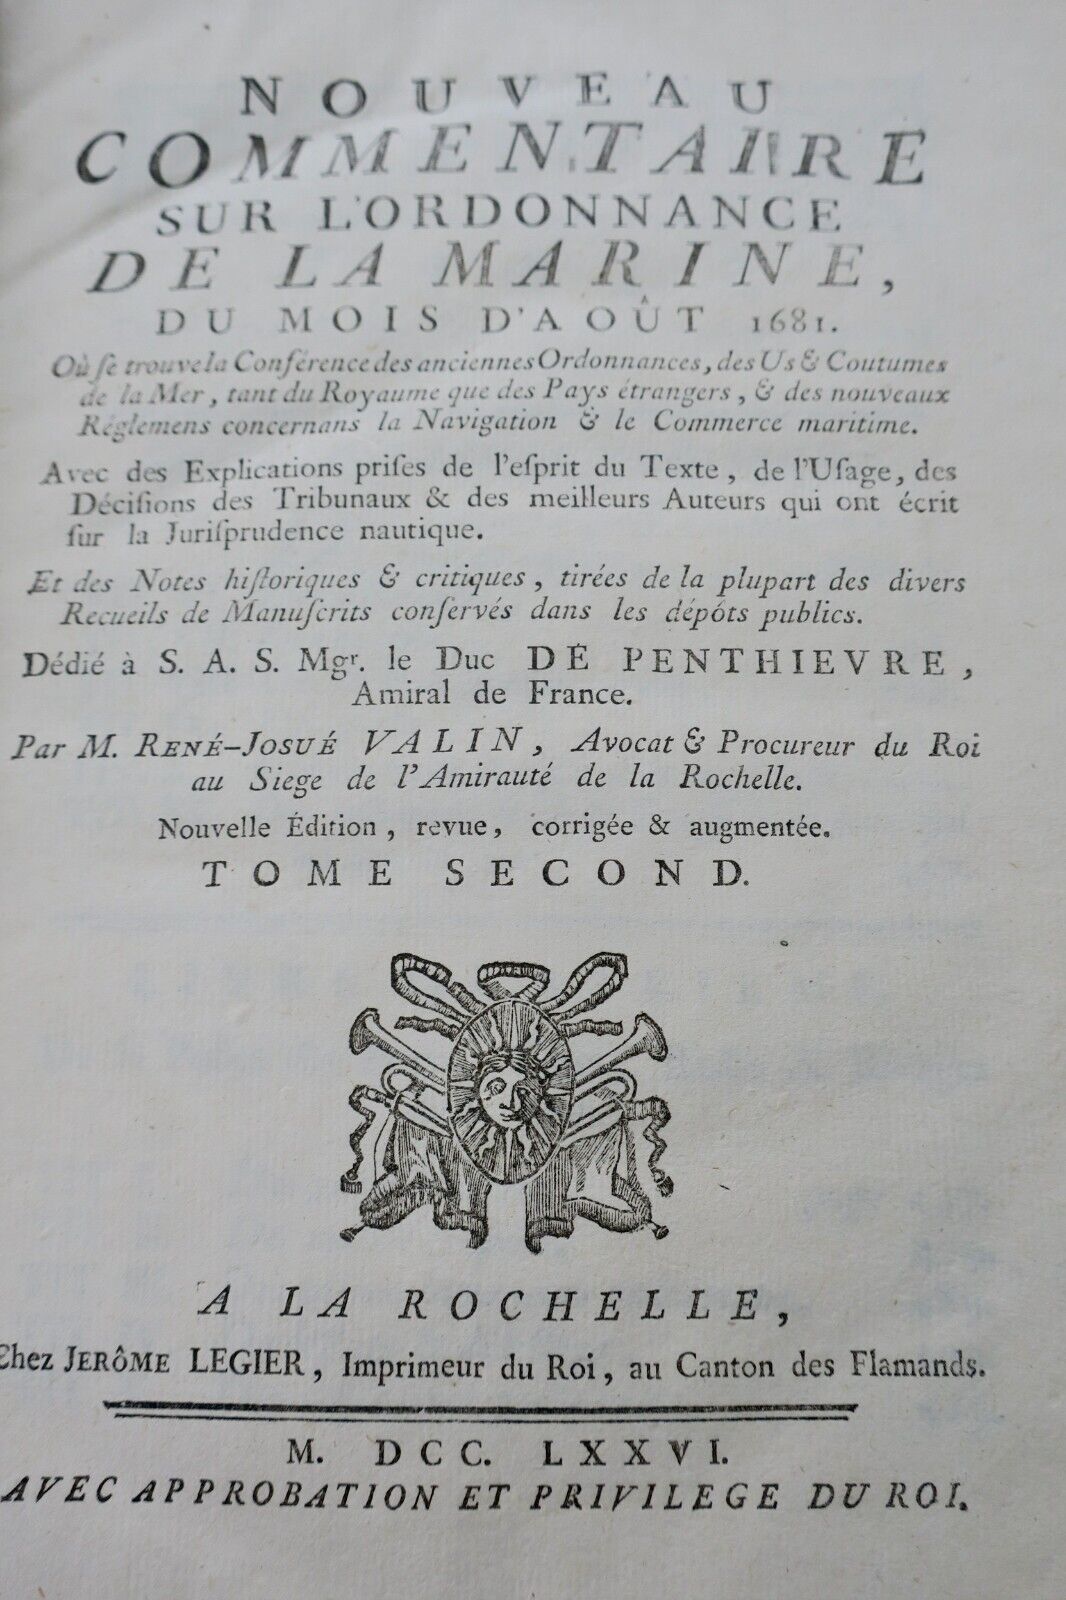 NOUVEAU
COMMENTAIRE
SUR L'ORDONNANCE
DE LA MARINE,
DU MOIS D'AOÛT 1681.
Où ſe trouve la Conférence des anciennes Ordonnances, des Us & Coutumes
de la Mer, tant du Royaume que des Pays étrangers, & des nouveaux
Réglemens concernans la Navigation & le Commerce maritime.
Avec des Explications priſes de l'eſprit du Texte, de l'Uſage, des
Déciſions des Tribunaux & des meilleurs Auteurs qui ont écrit
ſur la Juriſprudence nautique.
Et des Notes hiſtoriques & critiques, tirées de la plupart des divers
Recueils de Manuſcrits conſervés dans les dépôts publics.
Dédié à S. A. S. Mgr. le Duc DE PENTHIEVRE,
Amiral de France.
Par M. RENÉ-JOSUÉ VALIN, Avocat & Procureur du Roi
au Siege de l'Amirauté de la Rochelle.
Nouvelle Édition, revue, corrigée & augmentée.
TOME SECOND.
A LA ROCHELLE,
Chez JERÔME LEGIER, Imprimeur du Roi, au Canton des Flamands.
M. DCC. LXXVI.
AVEC APPROBATION ET PRIVILEGE DU ROI.